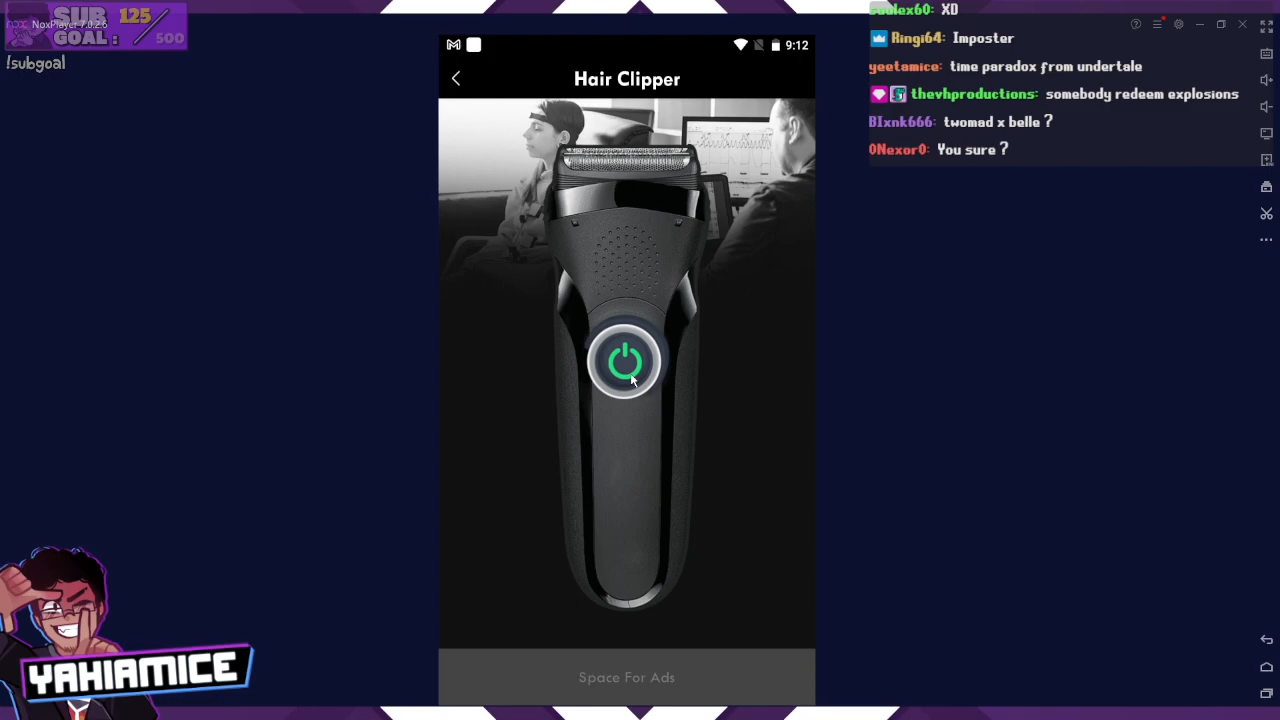 SUB 125
GOAL: 500
NoxPlayer 7.0.2.6
!subgoal
9:12
Hair Clipper
Space For Ads
sadlex60: XD
Ringi64: Imposter
yeetamice: time paradox from undertale
thevhproductions: somebody redeem explosions
BIxnk666: twomad x belle ?
0Nexor0: You sure ?
YAHIAMICE